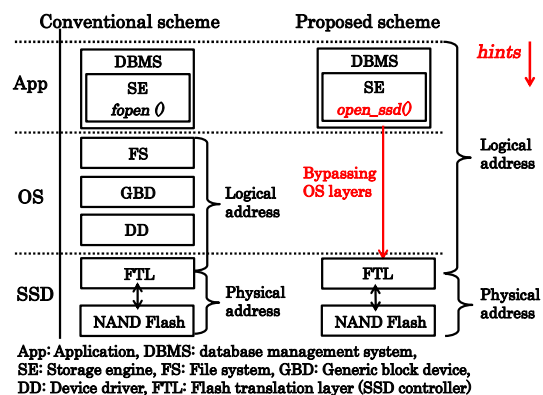 Conventional scheme
Proposed scheme
hints
App
DBMS
SE
fopen ()
DBMS
SE
open_ssd()
OS
FS
GBD
DD
Logical
address
Bypassing
OS layers
Logical
address
SSD
FTL
NAND Flash
Physical
address
FTL
NAND Flash
Physical
address
App: Application, DBMS: database management system,
SE: Storage engine, FS: File system, GBD: Generic block device,
DD: Device driver, FTL: Flash translation layer (SSD controller)